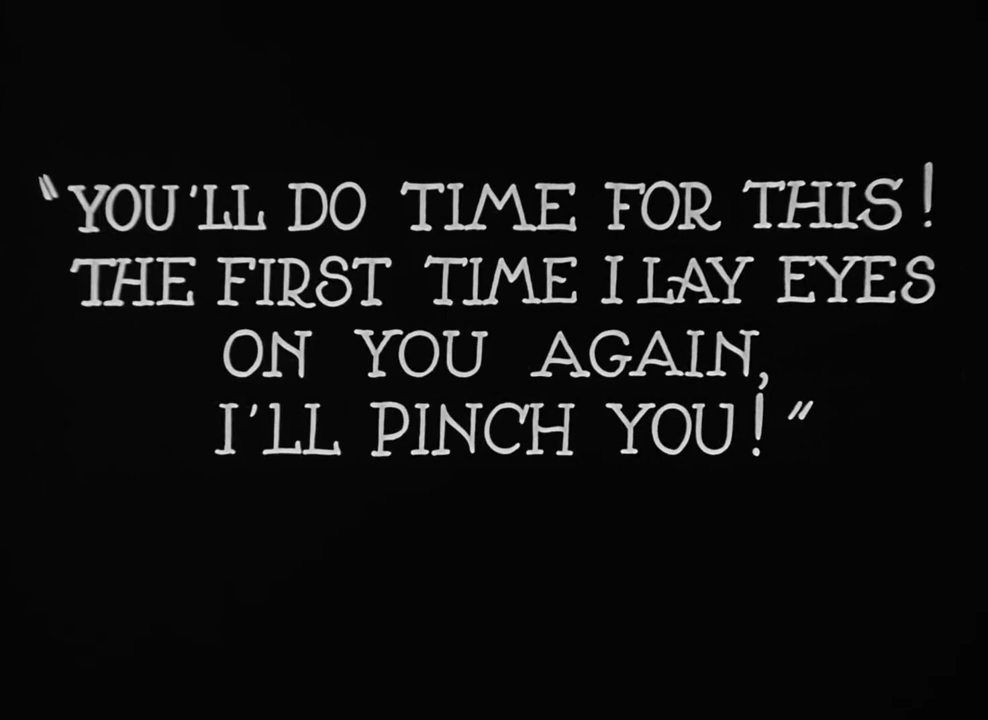 "YOU'LL DO TIME FOR THIS!
THE FIRST TIME I LAY EYES
ON YOU AGAIN,
I'LL PINCH YOU!"